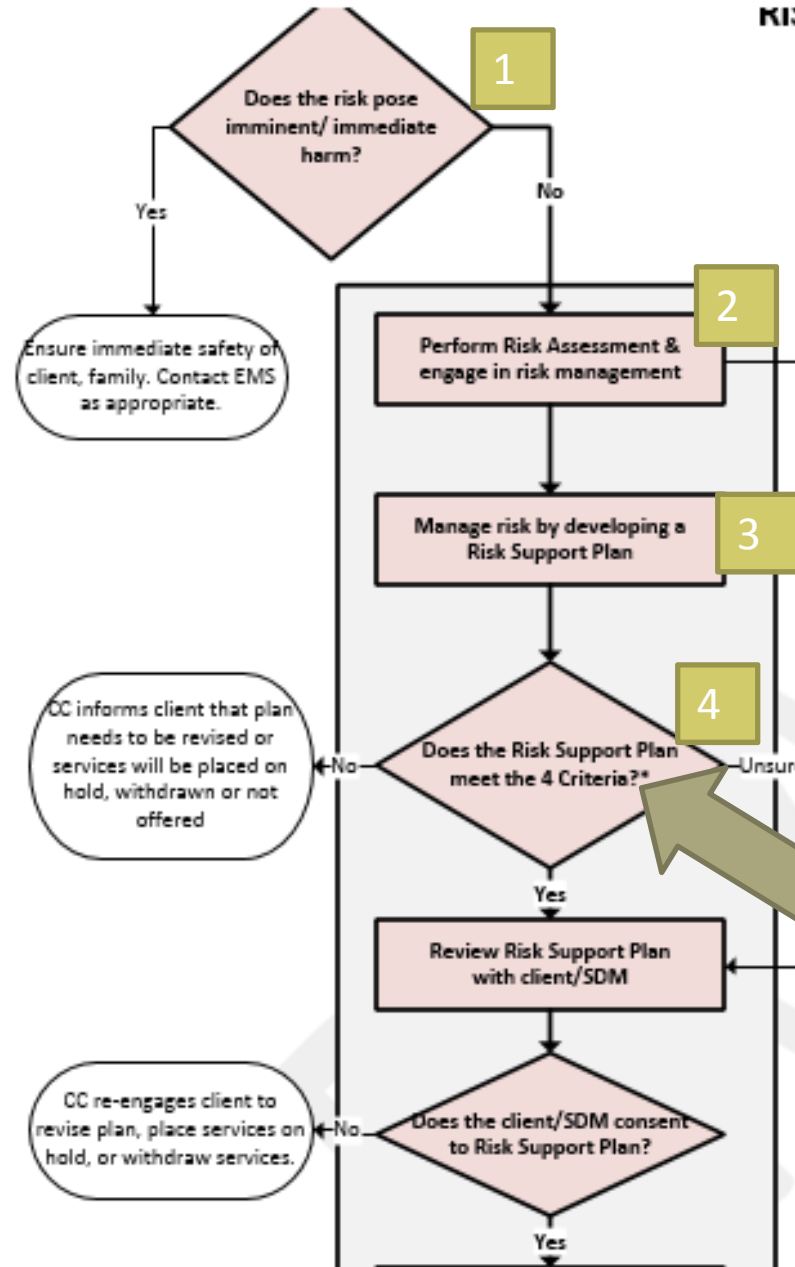 1
Does the risk pose
imminent/ immediate
harm?
Yes
No
2
Ensure immediate safety of
client, family. Contact EMS
as appropriate.
Perform Risk Assessment &
engage in risk management
3
Manage risk by developing a
Risk Support Plan
4
CC informs client that plan
needs to be revised or
services will be placed on
hold, withdrawn or not
offered
No
Does the Risk Support Plan
meet the 4 Criteria?*
Yes
Review Risk Support Plan
with client/SDM
CC re-engages client to
revise plan, place services on
hold, or withdraw services.
No
Does the client/SDM consent
to Risk Support Plan?
Yes